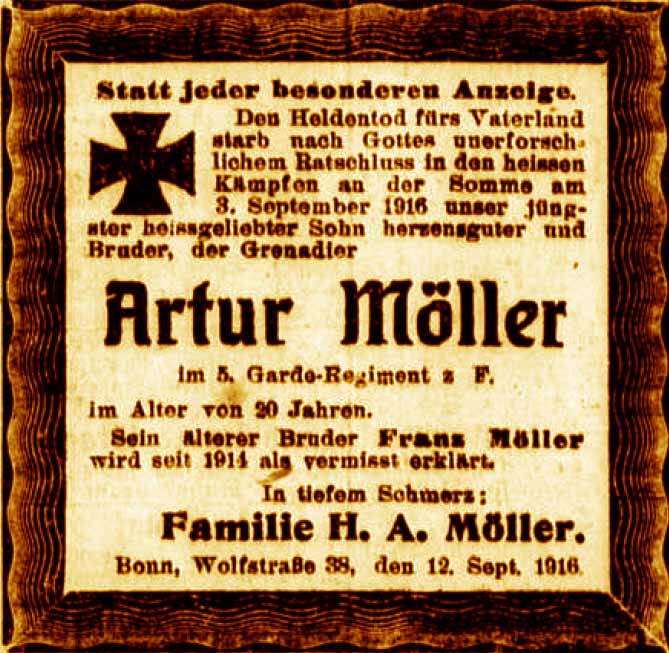 Statt jeder besonderen Anzeige.
Den Heldentod fürs Vaterland
starb nach Gottes unerforsch-
lichem Ratschluss in den heissen
Kämpfen an der Somme am
3. September 1916 unser jüng-
ster heissgeliebter Sohn herzensguter und
Bruder, der Grenadier
Artur Möller
im 5. Garde-Regiment z F.
im Alter von 20 Jahren.
Sein älterer Bruder Franz Möller
wird seit 1914 als vermisst erklärt.
In tiefem Schmerz:
Familie H. A. Möller.
Bonn, Wolfstraße 38, den 12. Sept. 1916.